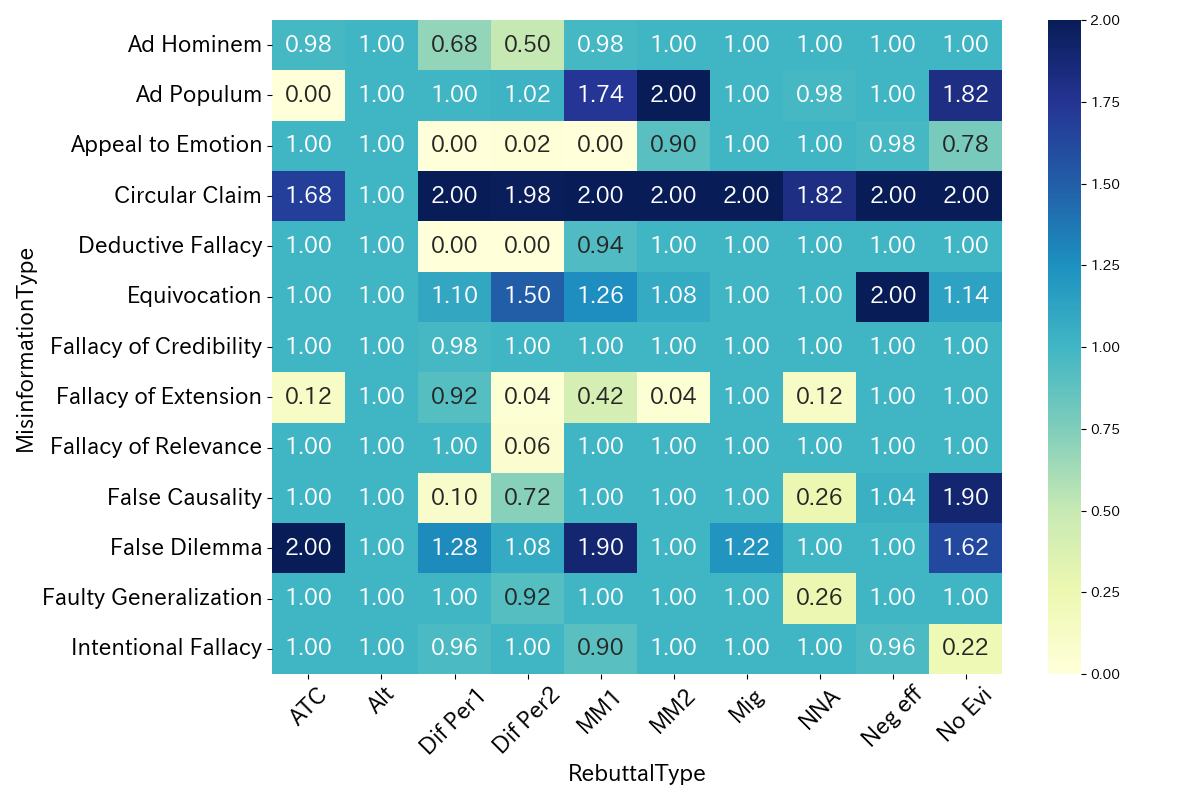 MisinformationType
Ad Hominem 0.98 1.00 0.68 0.50 0.98 1.00 1.00 1.00 1.00 1.00
Ad Populum 0.00 1.00 1.00 1.02 1.74 2.00 1.00 0.98 1.00 1.82
Appeal to Emotion 1.00 1.00 0.00 0.02 0.00 0.90 1.00 1.00 0.98 0.78
Circular Claim 1.68 1.00 2.00 1.98 2.00 2.00 2.00 1.82 2.00 2.00
Deductive Fallacy 1.00 1.00 0.00 0.00 0.94 1.00 1.00 1.00 1.00 1.00
Equivocation 1.00 1.00 1.10 1.50 1.26 1.08 1.00 1.00 2.00 1.14
Fallacy of Credibility 1.00 1.00 0.98 1.00 1.00 1.00 1.00 1.00 1.00 1.00
Fallacy of Extension 0.12 1.00 0.92 0.04 0.42 0.04 1.00 0.12 1.00 1.00
Fallacy of Relevance 1.00 1.00 1.00 0.06 1.00 1.00 1.00 1.00 1.00 1.00
False Causality 1.00 1.00 0.10 0.72 1.00 1.00 1.00 0.26 1.04 1.90
False Dilemma 2.00 1.00 1.28 1.08 1.90 1.00 1.22 1.00 1.00 1.62
Faulty Generalization 1.00 1.00 1.00 0.92 1.00 1.00 1.00 0.26 1.00 1.00
Intentional Fallacy 1.00 1.00 0.96 1.00 0.90 1.00 1.00 1.00 0.96 0.22
ATC Alt Dif Per1 Dif Per2 MM1 MM2 Mig NNA Neg eff No Evi
RebuttalType
2.00
1.75
1.50
1.25
1.00
0.75
0.50
0.25
0.00